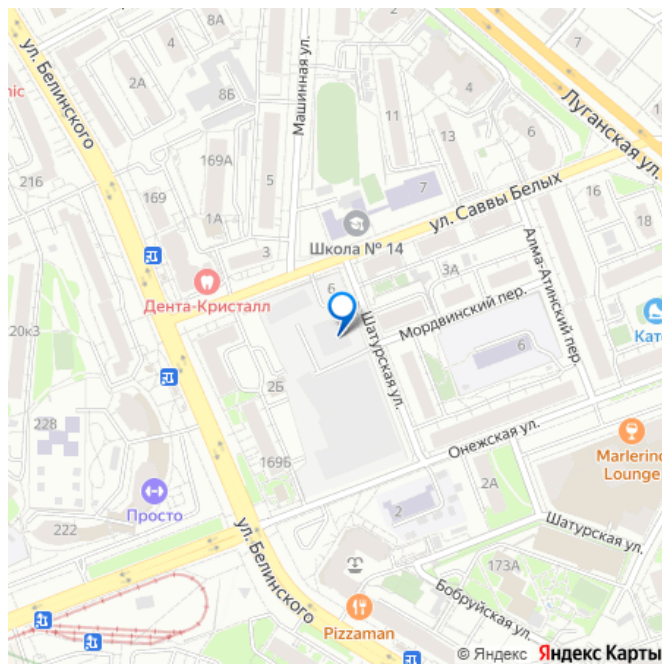 8А
4
2А
8Б
ул. Белинского
nic
216
169А
5
Машинная ул.
11
13
4
6
Луганская ул.
169
1А
7
Школа № 14
ул. Саввы Белых
16
18
3
Дента-Кристалл
6
3А
Алма-Атинский пер.
20к3
Мордвинский пер.
Шатурская ул.
6
Кат
2Б
228
169Б
Онежская ул.
Marlerino
Lounge
Просто
222
2
2А
Шатурская ул.
ул. Белинского
173А
Бобруйская ул.
Pizzaman
© Яндекс Яндекс Карты